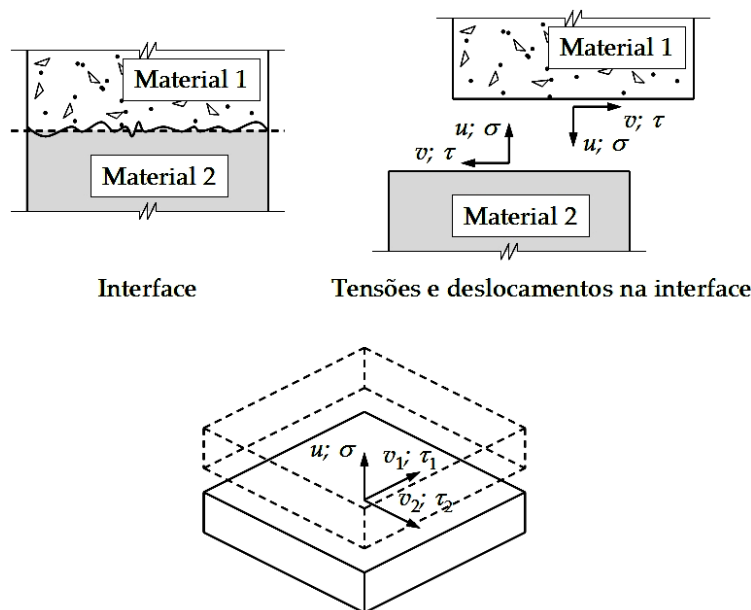 Material 1
Material 2
Interface
Material 1
v; τ
u; σ
u; σ
v; τ
Material 2
Tensões e deslocamentos na interface
u; σ
v₁; τ₁
v₂; τ₂